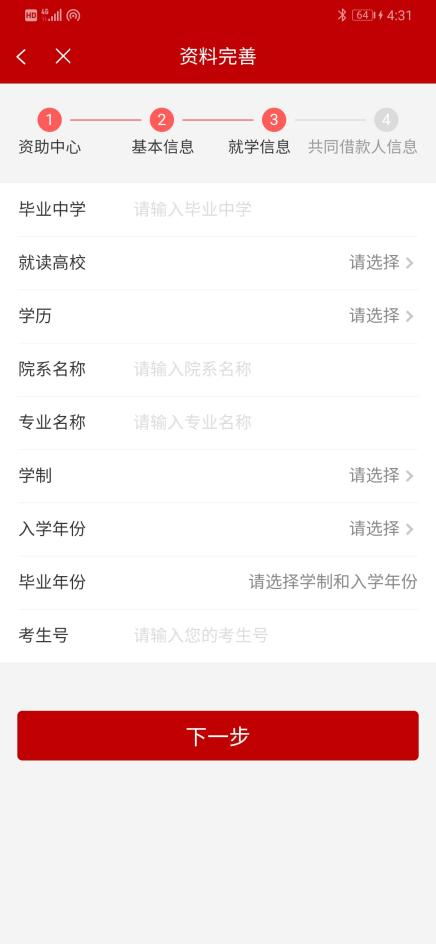 HD 4G 64 4:31
资料完善
1 2 3 4
资助中心 基本信息 就学信息 共同借款人信息
毕业中学 请输入毕业中学
就读高校 请选择
学历 请选择
院系名称 请输入院系名称
专业名称 请输入专业名称
学制 请选择
入学年份 请选择
毕业年份 请选择学制和入学年份
考生号 请输入您的考生号
下一步